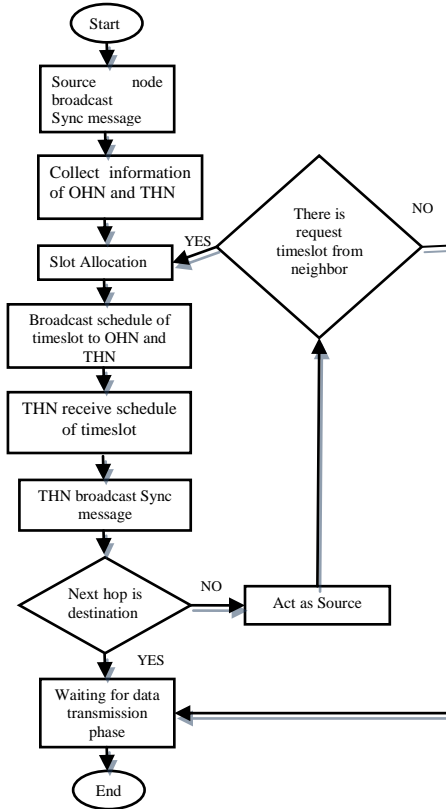 Start
Source node
broadcast
Sync message
Collect information
of OHN and THN
There is
request
timeslot from
neighbor
NO
YES
Slot Allocation
Broadcast schedule of
timeslot to OHN and
THN
THN receive schedule
of timeslot
THN broadcast Sync
message
Next hop is
destination
NO
Act as Source
YES
Waiting for data
transmission
phase
End